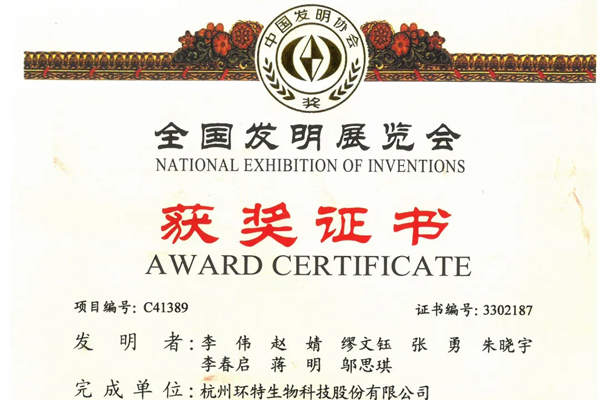 中国发明协会
奖
全国发明展览会
NATIONAL EXHIBITION OF INVENTIONS
获奖证书
AWARD CERTIFICATE
项目编号: C41389 证书编号: 3302187
发明者: 李伟 赵婧 缪文钰 张勇 朱晓宇
李春启 蒋明 邬思琪
完成单位: 杭州环特生物科技股份有限公司